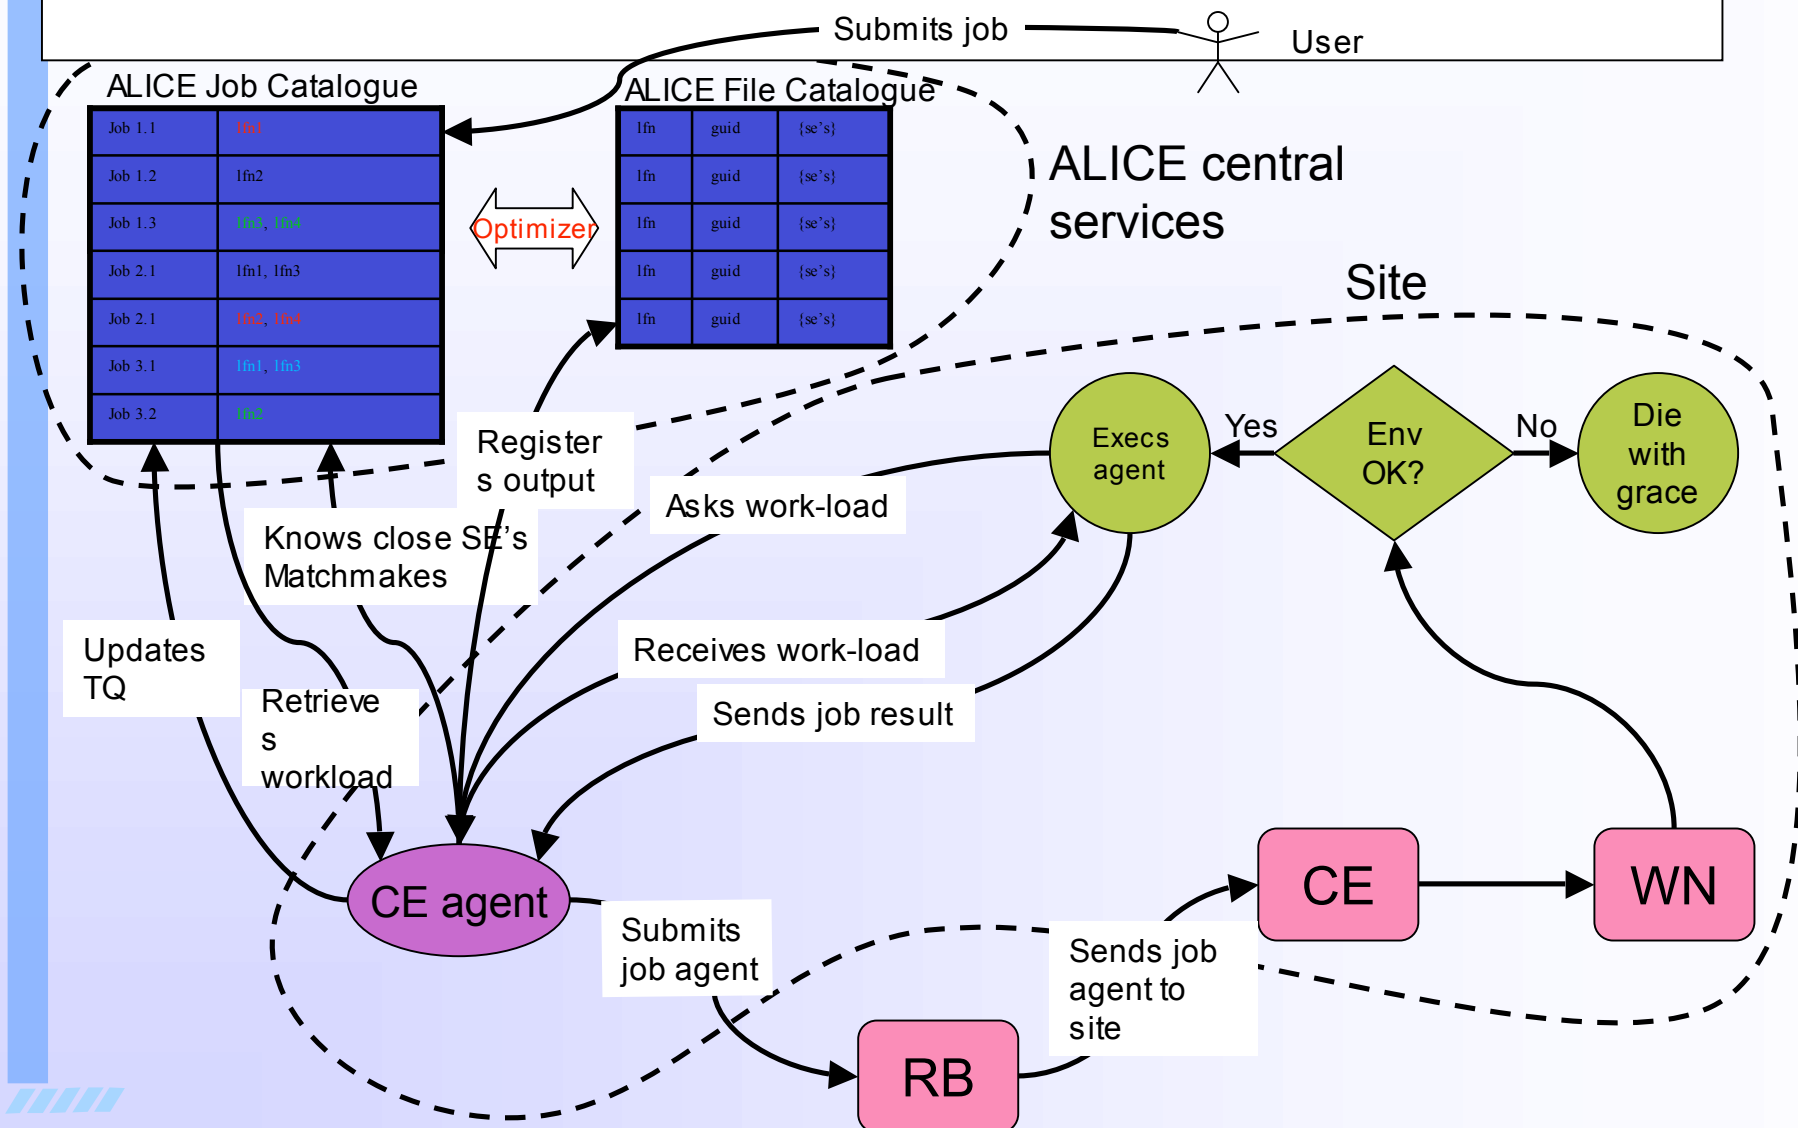 Submits job
User
ALICE Job Catalogue
ALICE File Catalogue
Job 1.1 lfn1
Job 1.2 lfn2
Job 1.3 lfn3, lfn4
Job 2.1 lfn1, lfn3
Job 2.1 lfn2, lfn4
Job 3.1 lfn1, lfn3
Job 3.2 lfn2
Optimizer
lfn guid {se's}
lfn guid {se's}
lfn guid {se's}
lfn guid {se's}
lfn guid {se's}
ALICE central
services
Site
Register
s output
Asks work-load
Execs
agent
Yes
Env
OK?
No
Die
with
grace
Knows close SE's
Matchmakes
Updates
TQ
Retrieve
s
workload
Receives work-load
Sends job result
CE agent
Submits
job agent
RB
Sends job
agent to
site
CE
WN